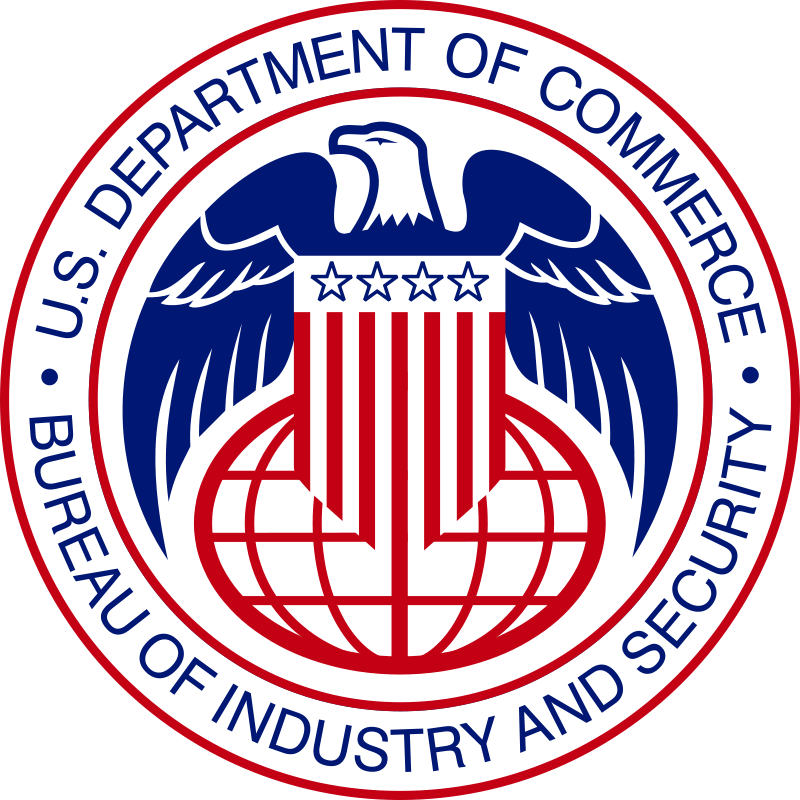 U.S. DEPARTMENT OF COMMERCE
• BUREAU OF INDUSTRY AND SECURITY •